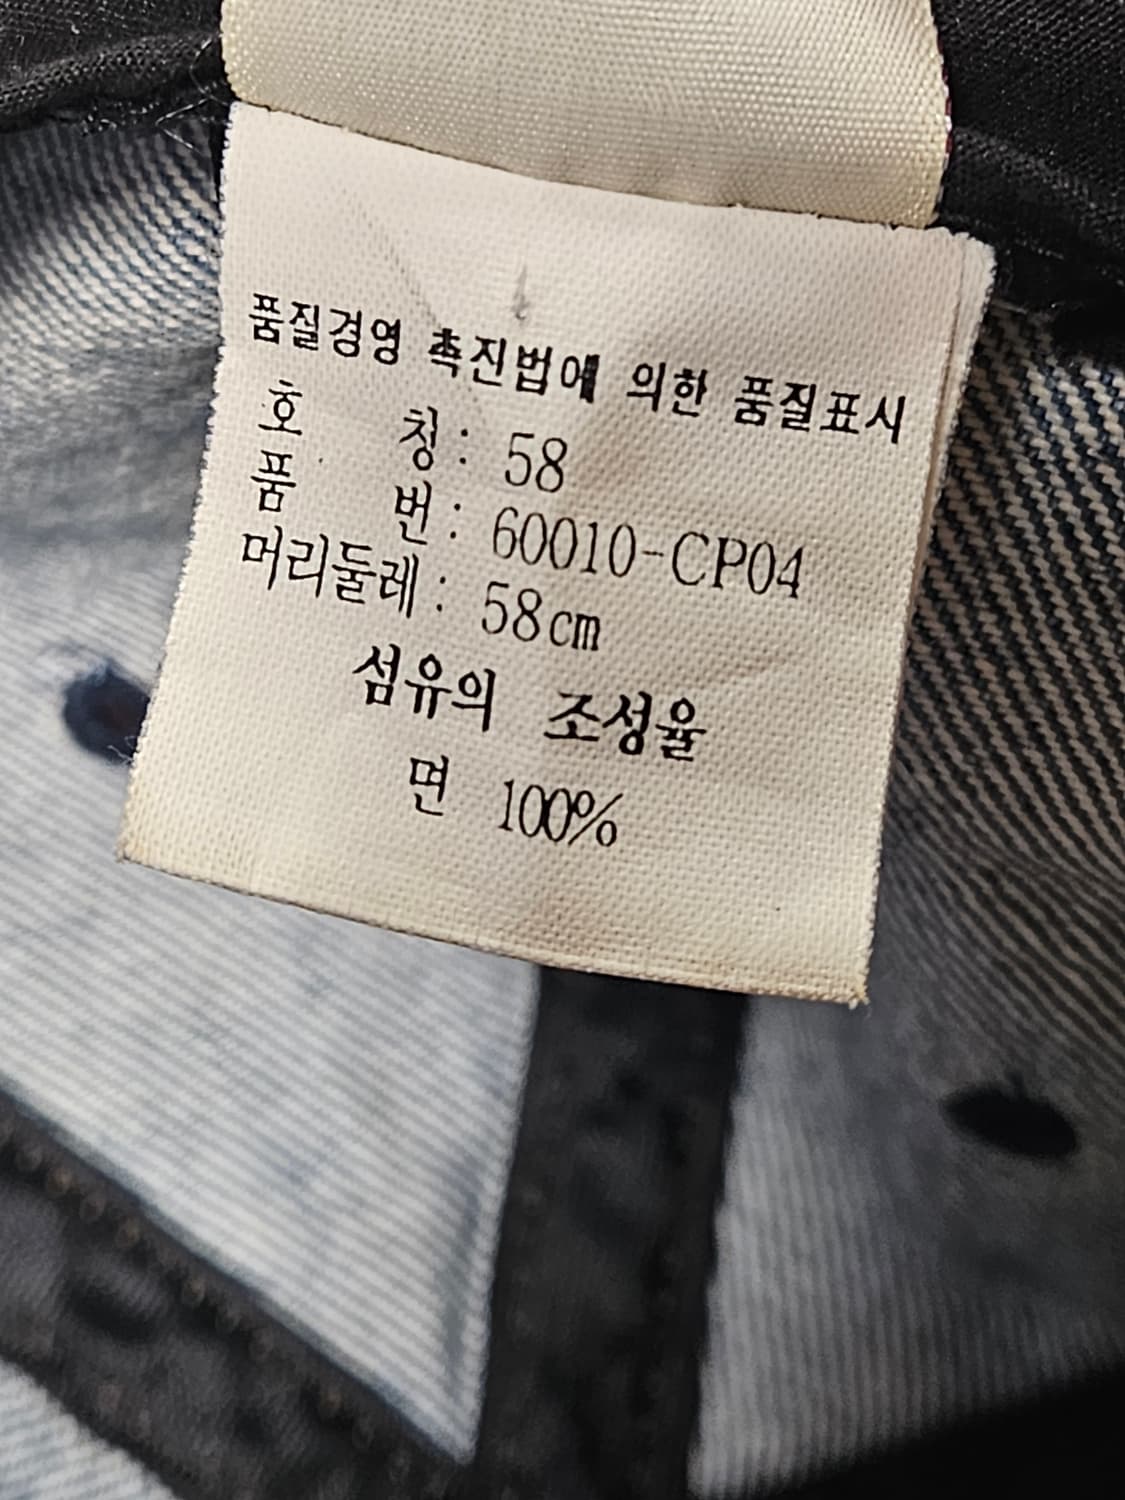 품질경영 촉진법에 의한 품질표시
호 칭: 58
품 번: 60010-CP04
머리둘레: 58cm
섬유의 조성율
면 100%